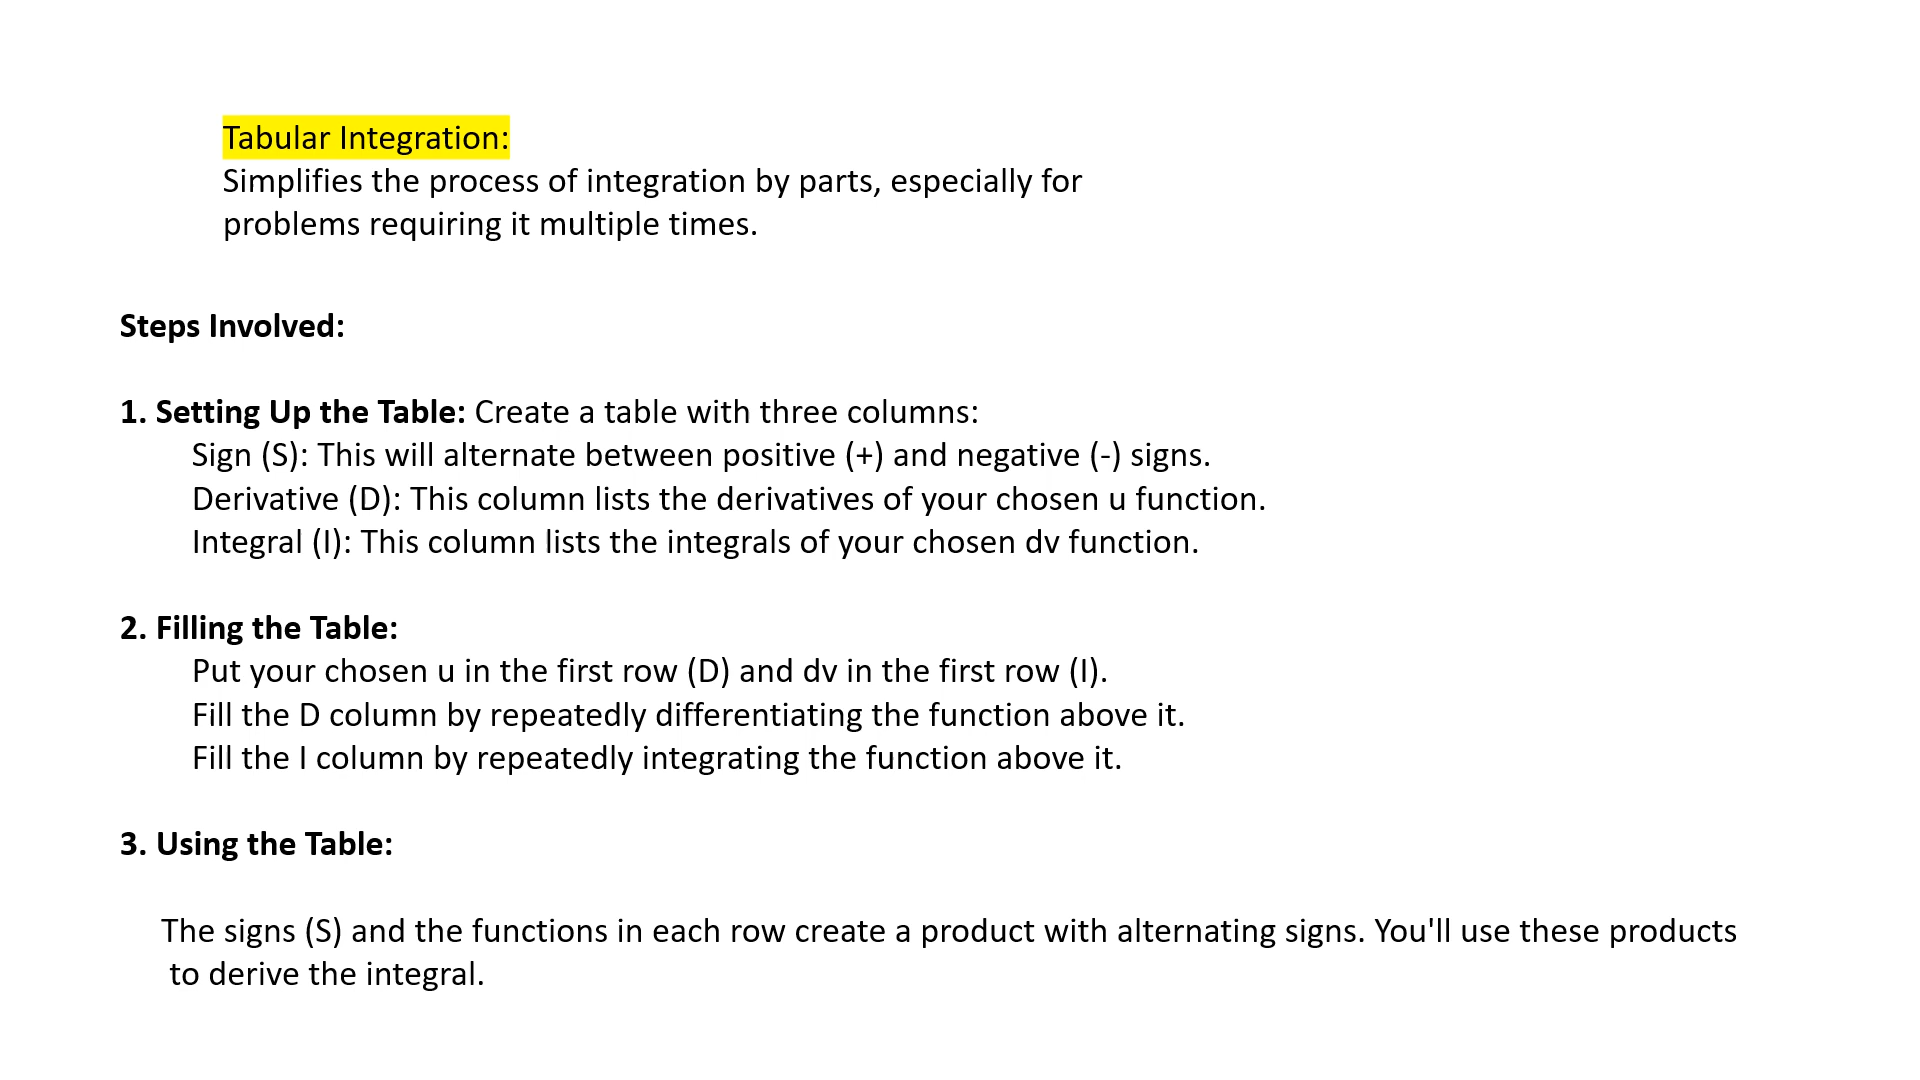 Tabular Integration:
Simplifies the process of integration by parts, especially for
problems requiring it multiple times.
Steps Involved:
1. Setting Up the Table: Create a table with three columns:
Sign (S): This will alternate between positive (+) and negative (-) signs.
Derivative (D): This column lists the derivatives of your chosen u function.
Integral (I): This column lists the integrals of your chosen dv function.
2. Filling the Table:
Put your chosen u in the first row (D) and dv in the first row (I).
Fill the D column by repeatedly differentiating the function above it.
Fill the I column by repeatedly integrating the function above it.
3. Using the Table:
The signs (S) and the functions in each row create a product with alternating signs. You'll use these products
to derive the integral.